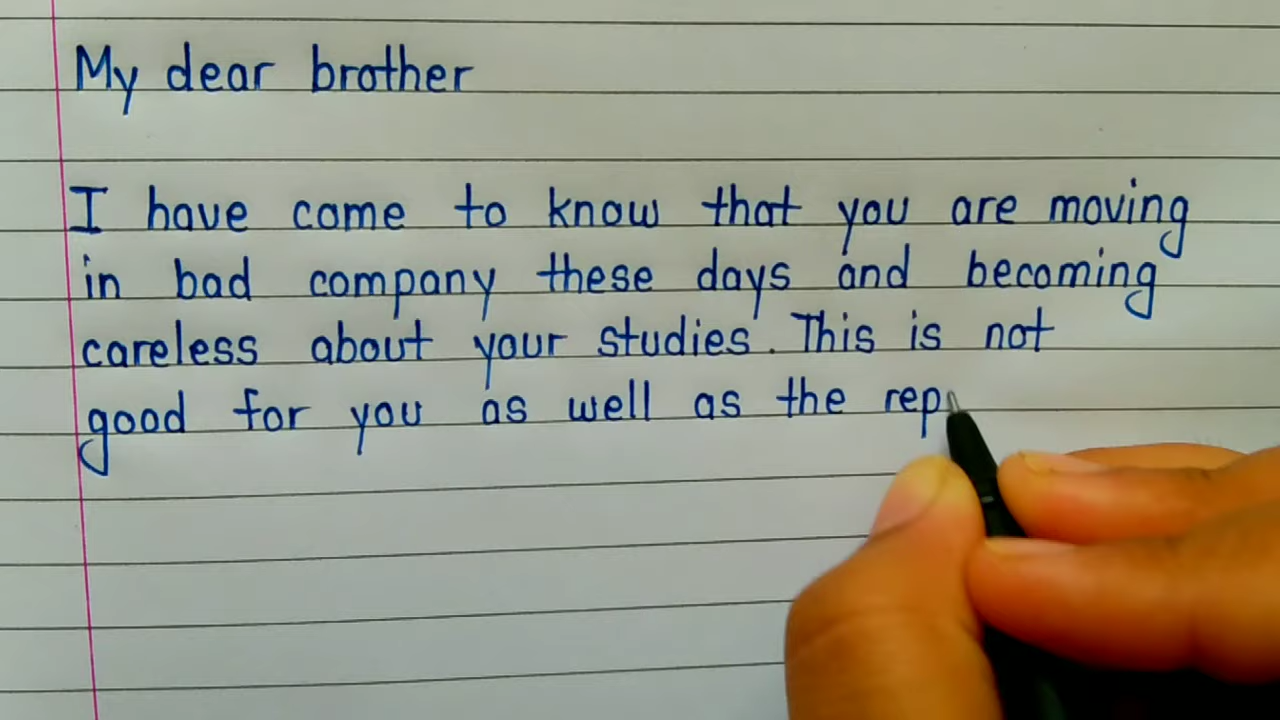 My dear brother
I have come to know that you are moving
in bad company these days and becoming
careless about your studies. This is not
good for you as well as the rep